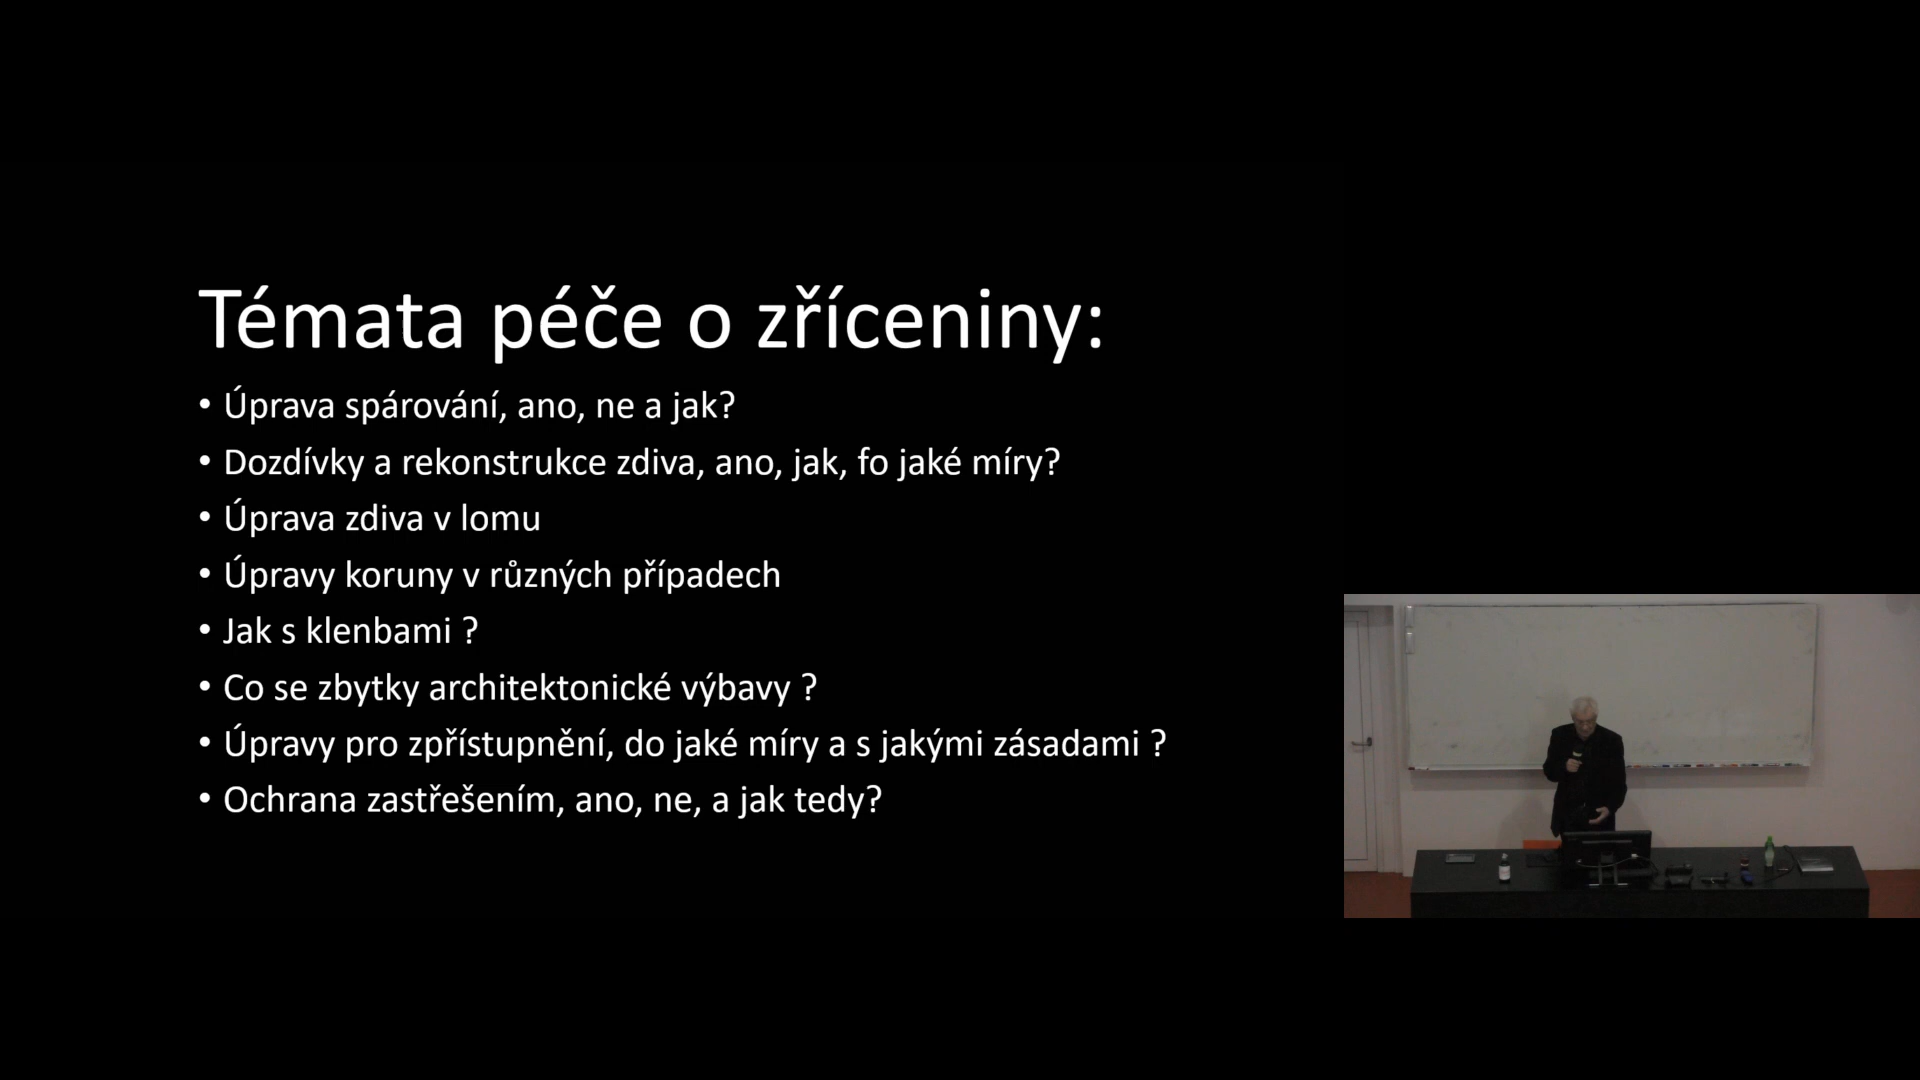 Témata péče o zříceniny:
• Úprava spárování, ano, ne a jak?
• Dozdívky a rekonstrukce zdiva, ano, jak, fo jaké míry?
• Úprava zdiva v lomu
• Úpravy koruny v různých případech
• Jak s klenbami ?
• Co se zbytky architektonické výbavy ?
• Úpravy pro zpřístupnění, do jaké míry a s jakými zásadami ?
• Ochrana zastřešením, ano, ne, a jak tedy?